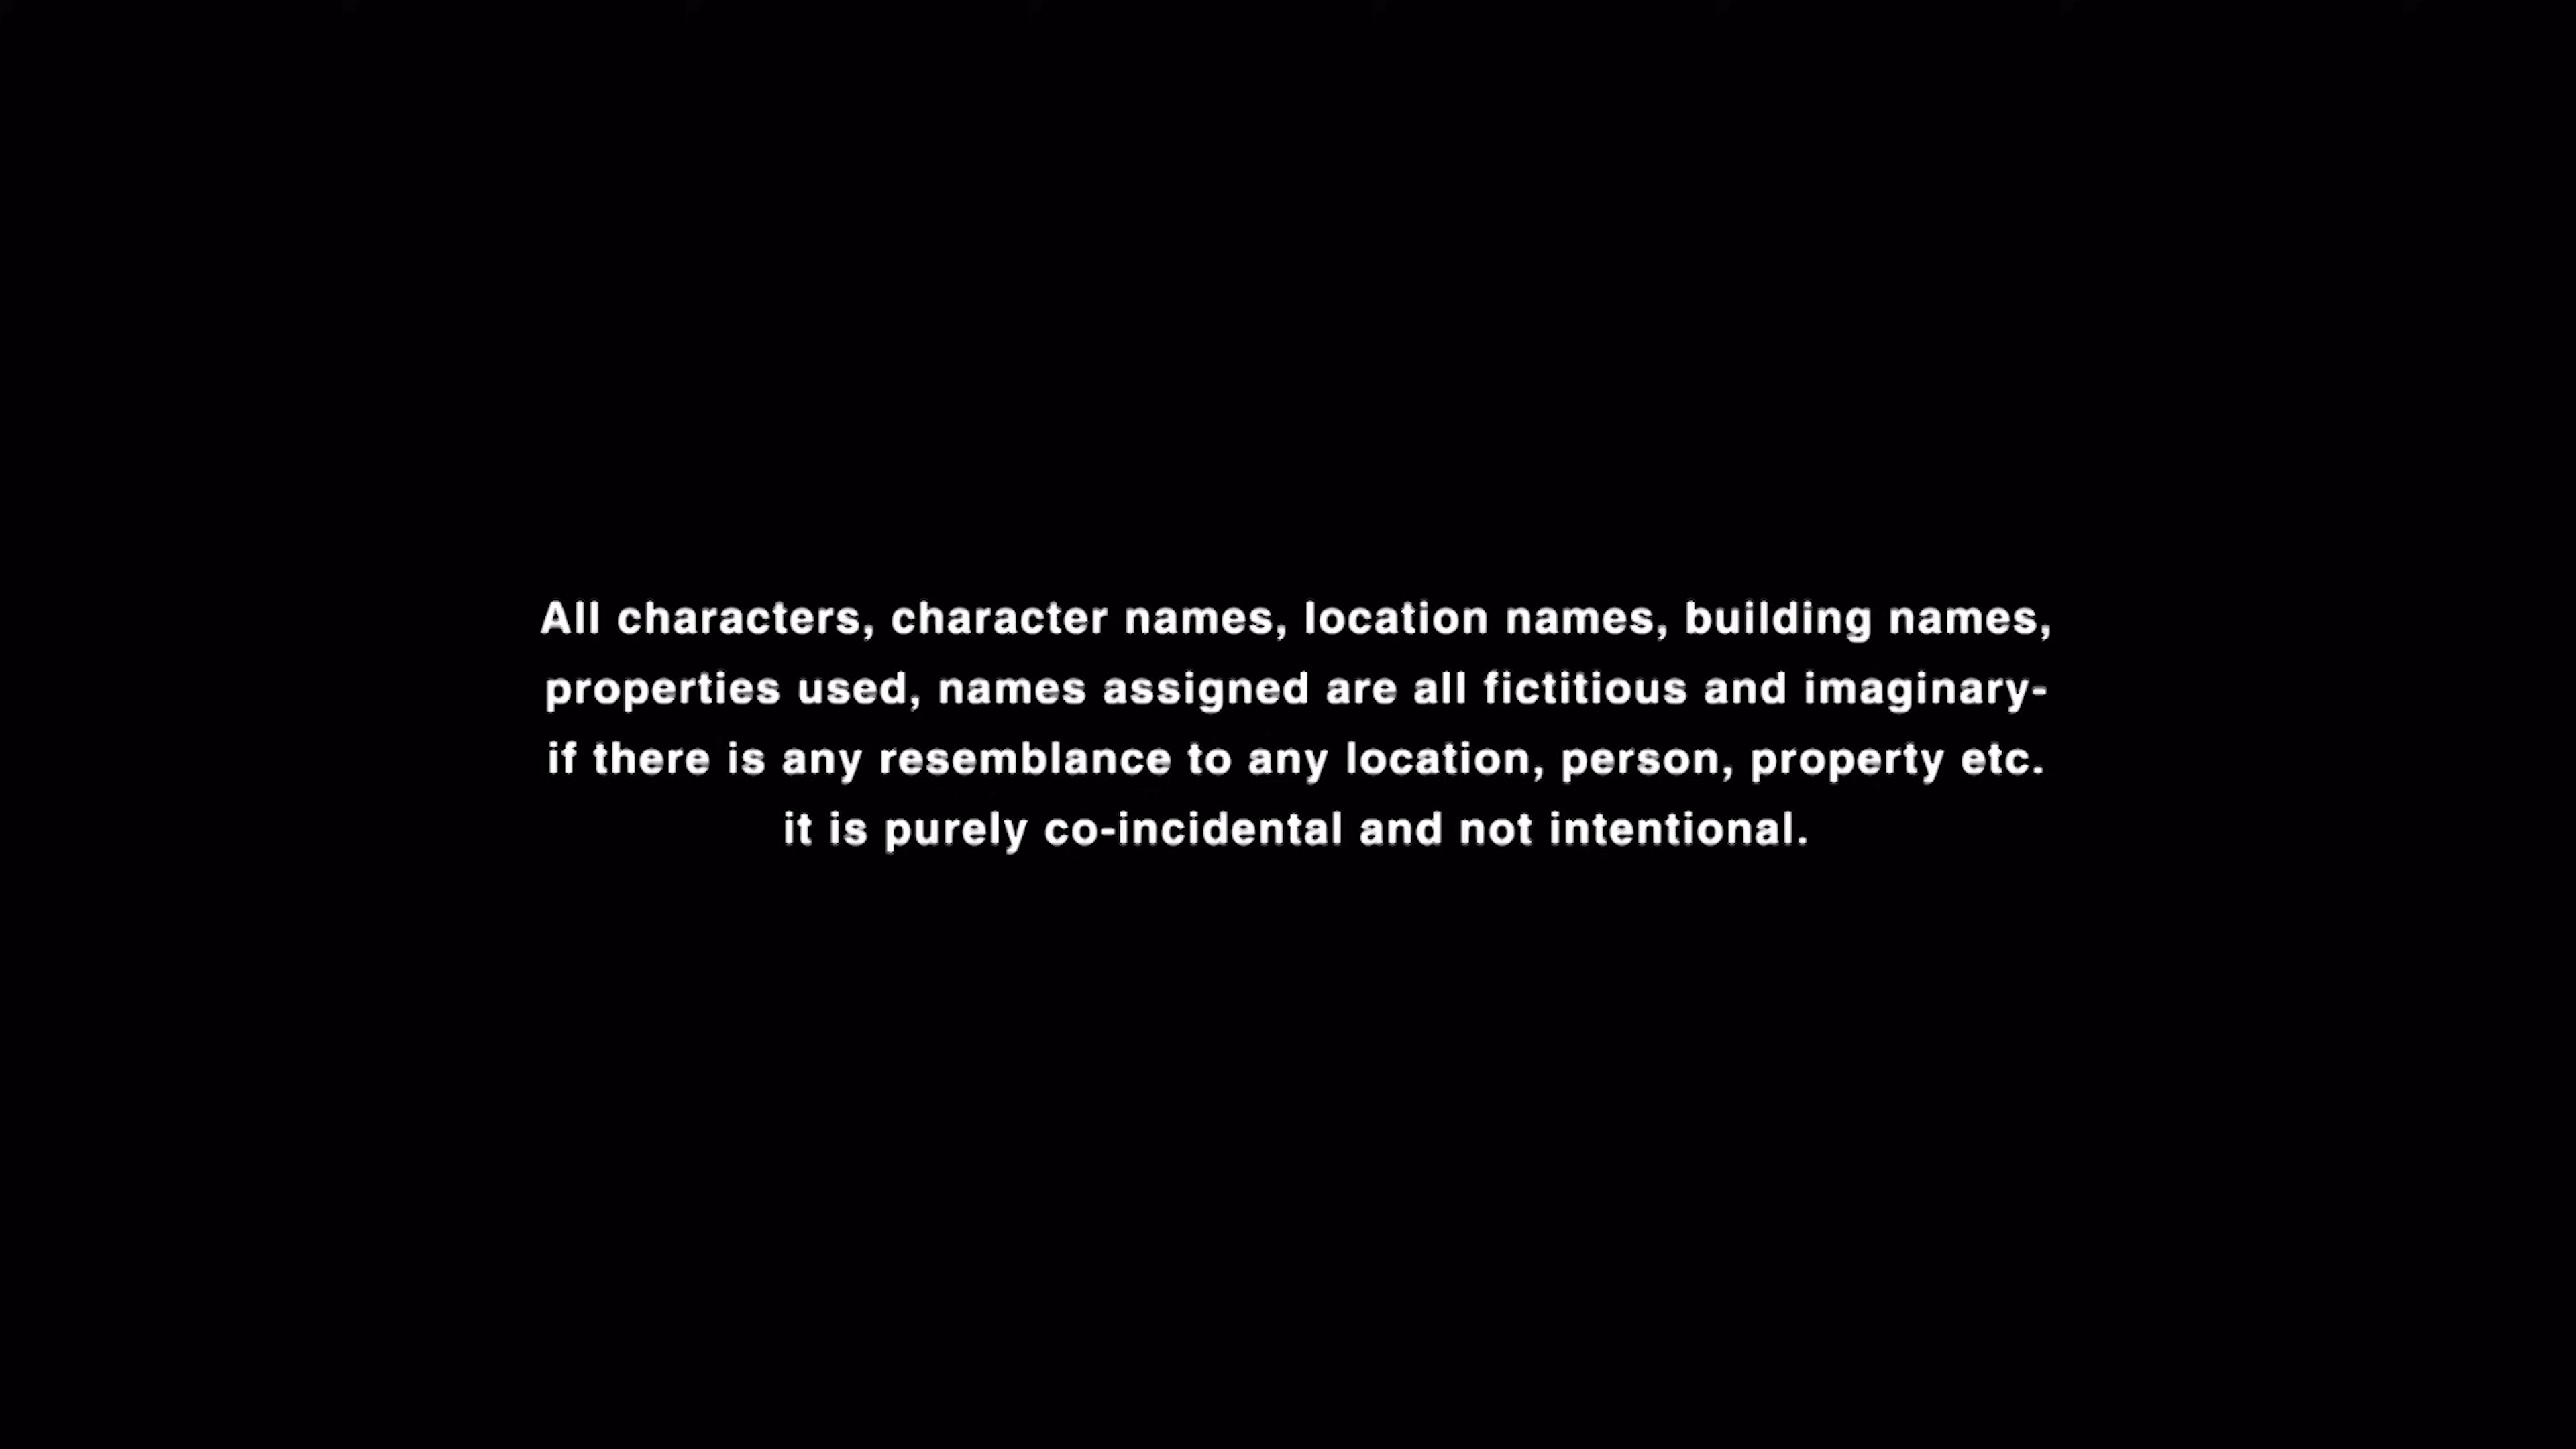 All characters, character names, location names, building names,
properties used, names assigned are all fictitious and imaginary-
if there is any resemblance to any location, person, property etc.
it is purely co-incidental and not intentional.